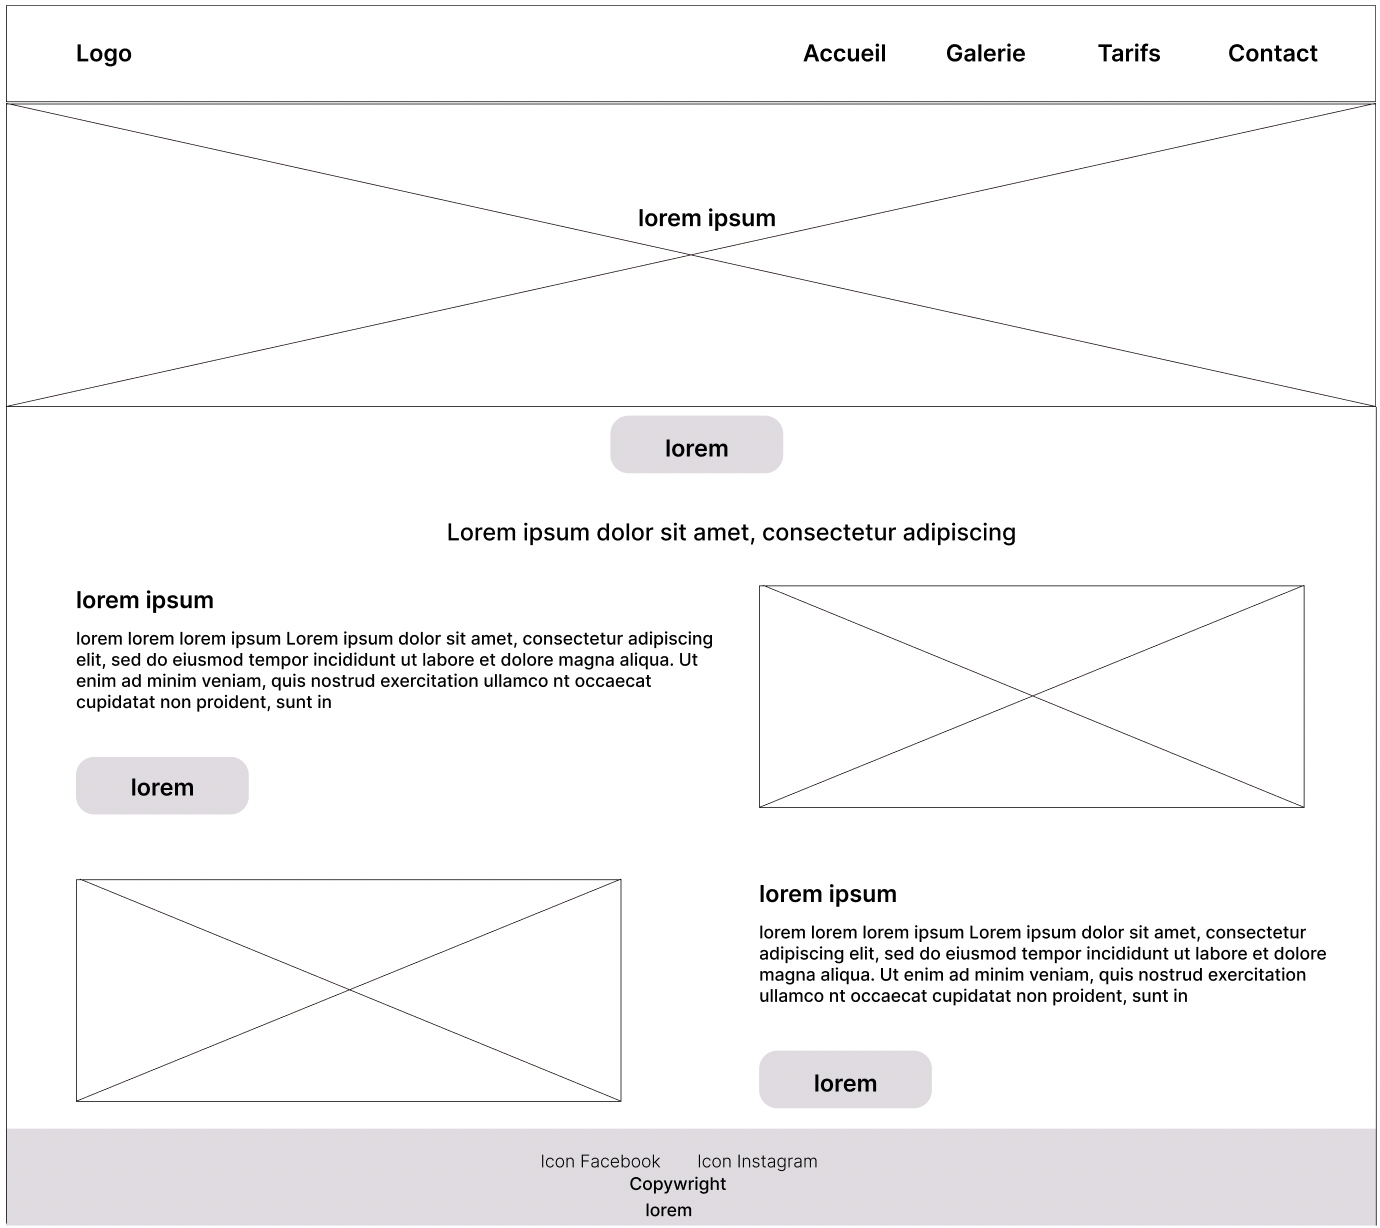 Logo Accueil Galerie Tarifs Contact
lorem ipsum
lorem
Lorem ipsum dolor sit amet, consectetur adipiscing
lorem ipsum
lorem lorem lorem ipsum Lorem ipsum dolor sit amet, consectetur adipiscing
elit, sed do eiusmod tempor incididunt ut labore et dolore magna aliqua. Ut
enim ad minim veniam, quis nostrud exercitation ullamco nt occaecat
cupidatat non proident, sunt in
lorem
lorem ipsum
lorem lorem lorem ipsum Lorem ipsum dolor sit amet, consectetur
adipiscing elit, sed do eiusmod tempor incididunt ut labore et dolore
magna aliqua. Ut enim ad minim veniam, quis nostrud exercitation
ullamco nt occaecat cupidatat non proident, sunt in
lorem
Icon Facebook Icon Instagram
Copywright
lorem